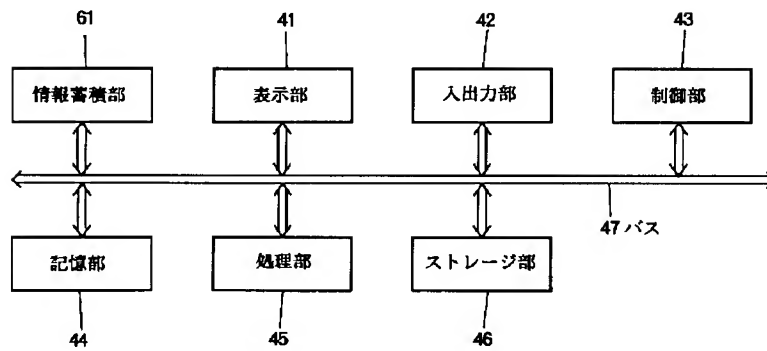 61
41
42
43
情報蓄積部
表示部
入出力部
制御部
47 バス
記憶部
処理部
ストレージ部
44
45
46